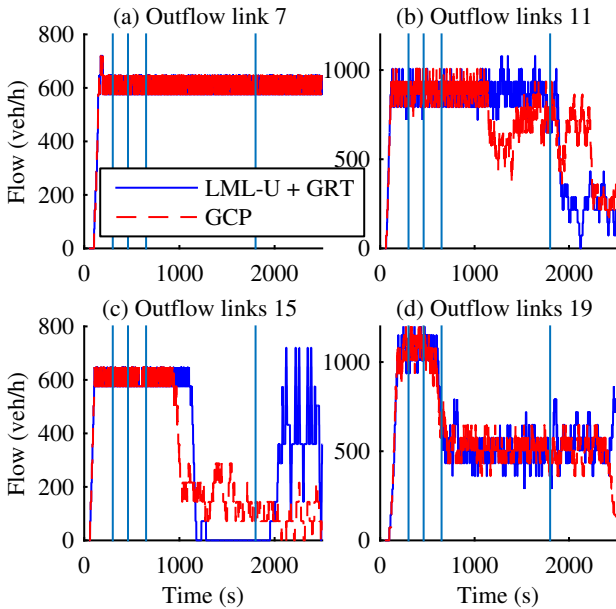 (a) Outflow link 7
(b) Outflow links 11
Flow (veh/h)
800
600
400
200
0
1000
500
0
LML-U + GRT
GCP
0 1000 2000
0 1000 2000
(c) Outflow links 15
(d) Outflow links 19
Flow (veh/h)
800
600
400
200
0
1000
500
0
0 1000 2000
0 1000 2000
Time (s)
Time (s)